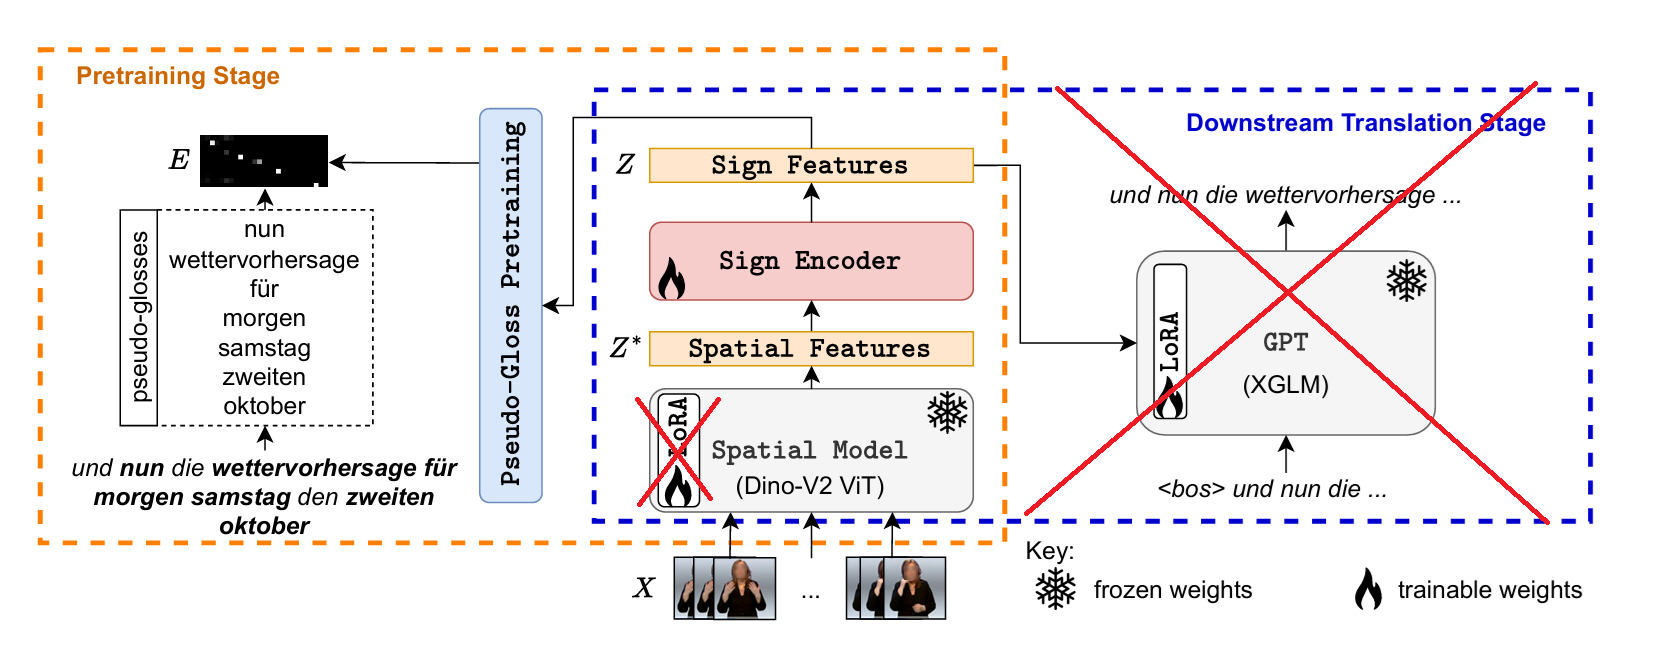 Pretraining Stage
E
pseudo-glosses
nun
wettervorhersage
für
morgen
samstag
zweiten
oktober
und nun die wettervorhersage für
morgen samstag den zweiten
oktober
Pseudo-Gloss Pretraining
Z Sign Features
Sign Encoder
Z* Spatial Features
LoRA
Spatial Model
(Dino-V2 ViT)
X ...
Downstream Translation Stage
und nun die wettervorhersage ...
LoRA
GPT
(XGLM)
<bos> und nun die ...
Key:
frozen weights
trainable weights